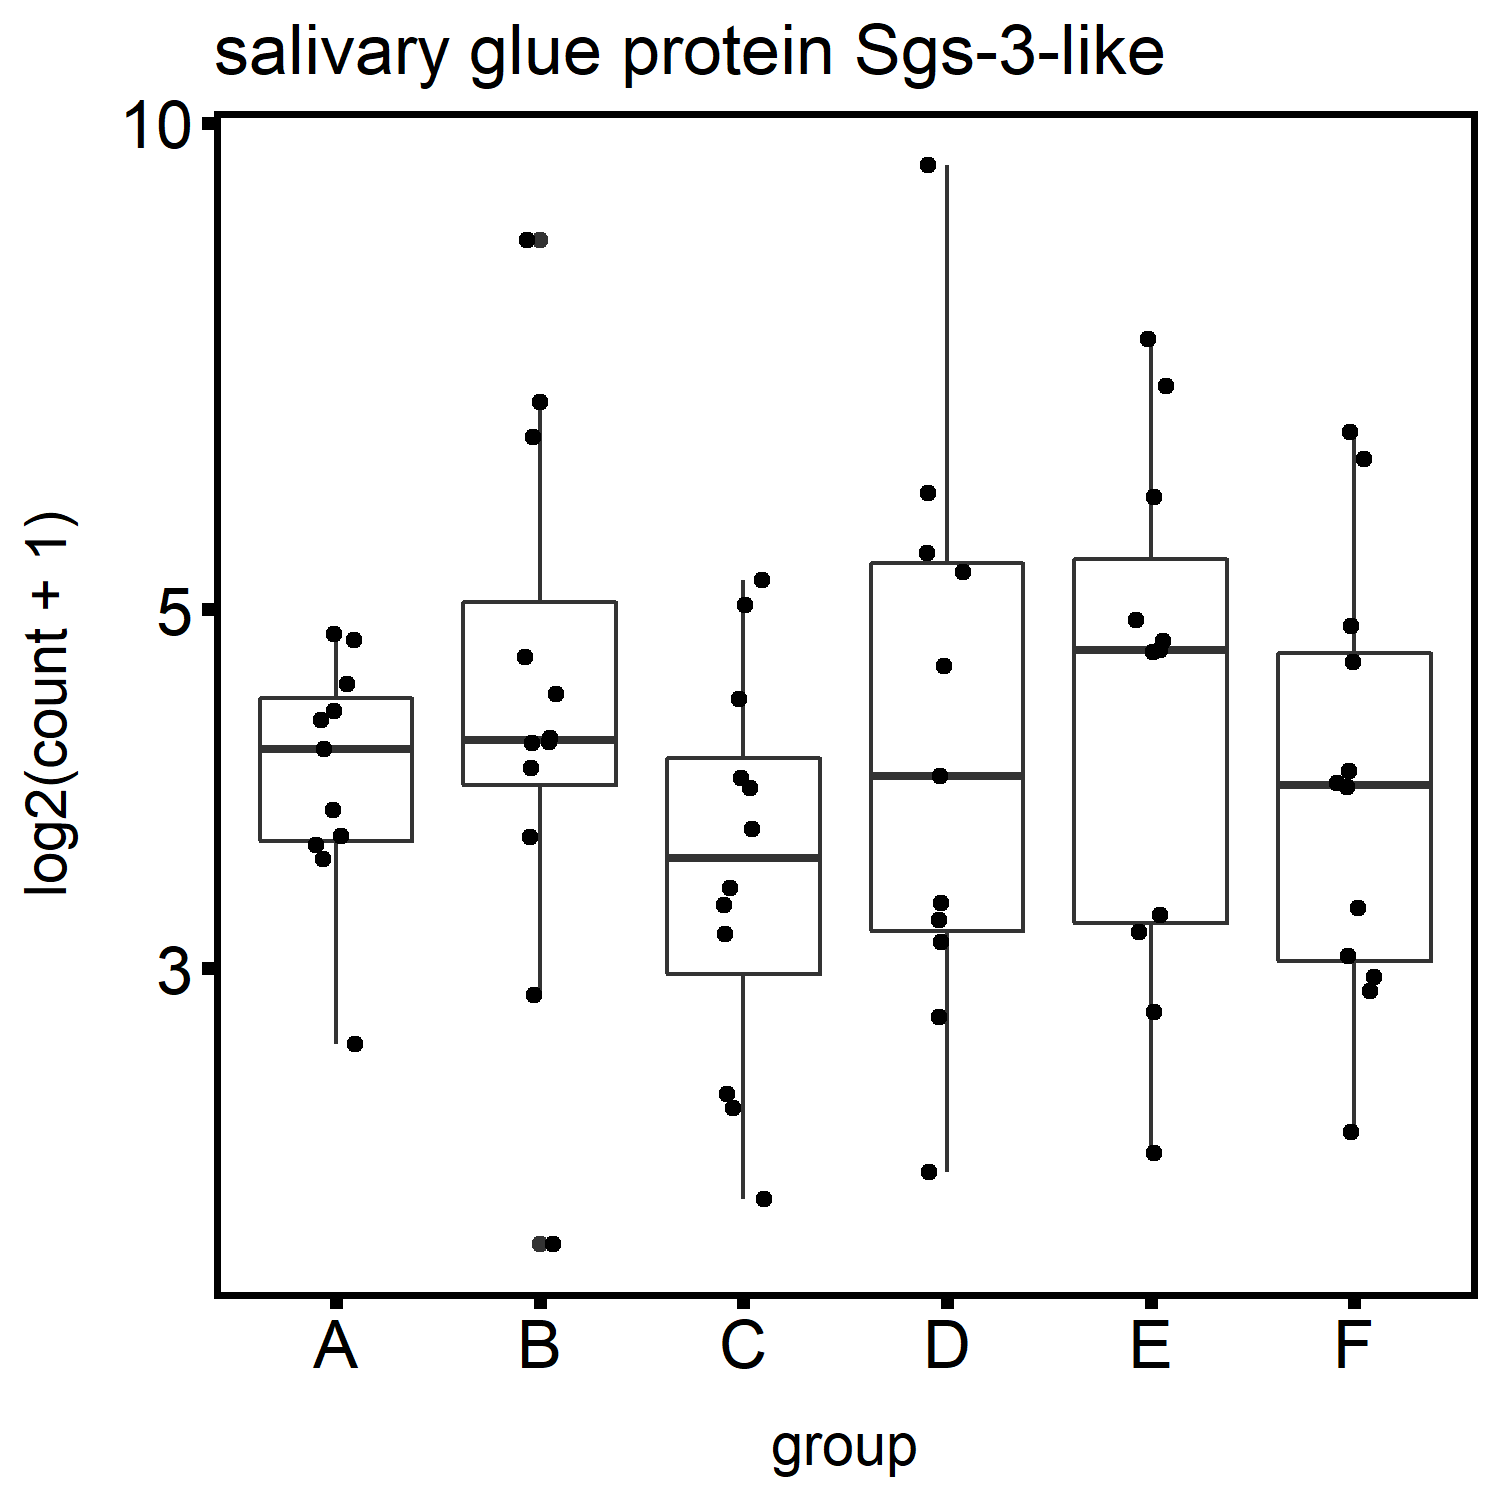 salivary glue protein Sgs-3-like
10
5
3
log2(count + 1)
A B C D E F
group